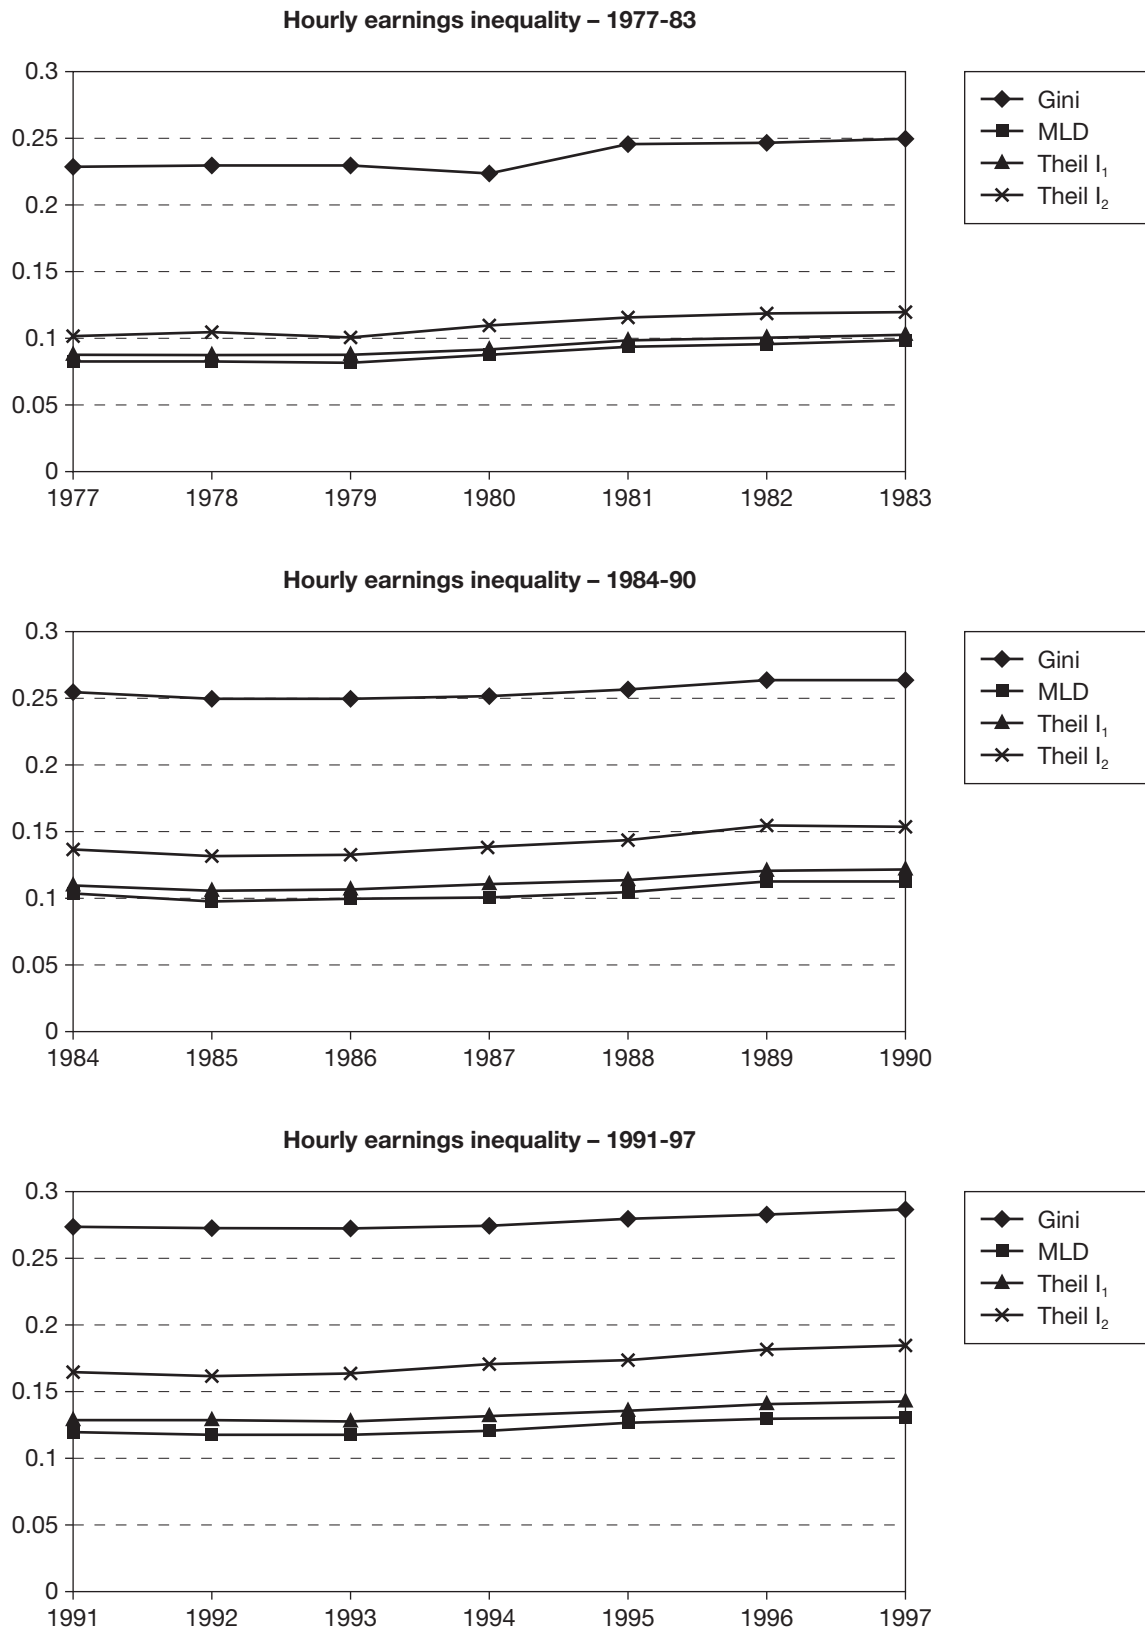 Hourly earnings inequality – 1977-83
0.3
0.25
0.2
0.15
0.1
0.05
0
1977 1978 1979 1980 1981 1982 1983
Gini
MLD
Theil I1
Theil I2
Hourly earnings inequality – 1984-90
0.3
0.25
0.2
0.15
0.1
0.05
0
1984 1985 1986 1987 1988 1989 1990
Gini
MLD
Theil I1
Theil I2
Hourly earnings inequality – 1991-97
0.3
0.25
0.2
0.15
0.1
0.05
0
1991 1992 1993 1994 1995 1996 1997
Gini
MLD
Theil I1
Theil I2